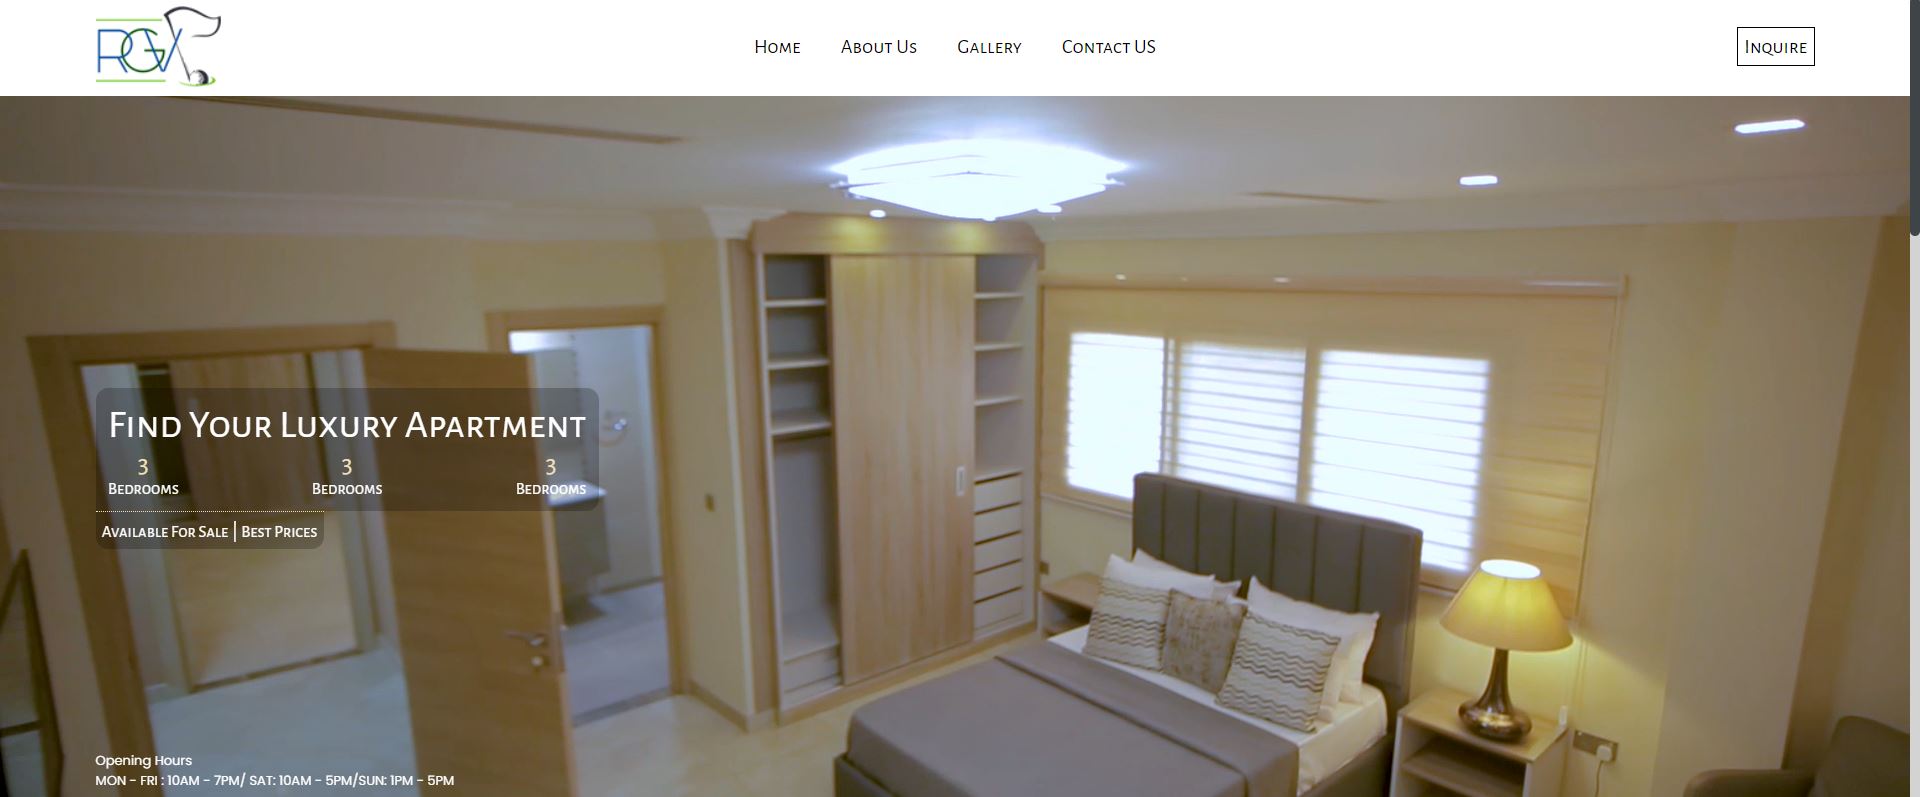 RGV
Home About Us Gallery Contact US
Inquire
Find Your Luxury Apartment
3 3 3
Bedrooms Bedrooms Bedrooms
Available For Sale | Best Prices
Opening Hours
MON - FRI : 10AM - 7PM/ SAT: 10AM - 5PM/SUN: 1PM - 5PM